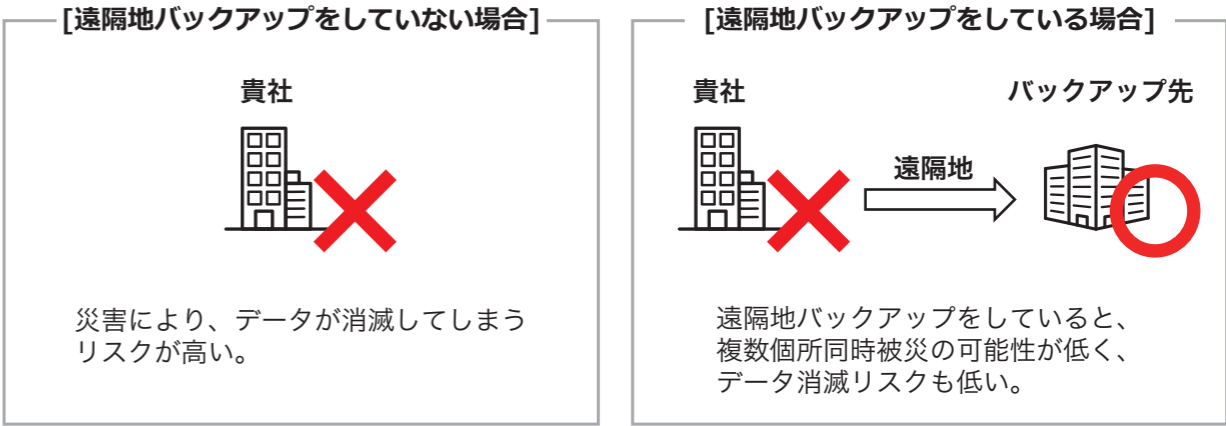 [遠隔地バックアップをしていない場合]
貴社
災害により、データが消滅してしまう
リスクが高い。
[遠隔地バックアップをしている場合]
貴社
バックアップ先
遠隔地
遠隔地バックアップをしていると、
複数個所同時被災の可能性が低く、
データ消滅リスクも低い。